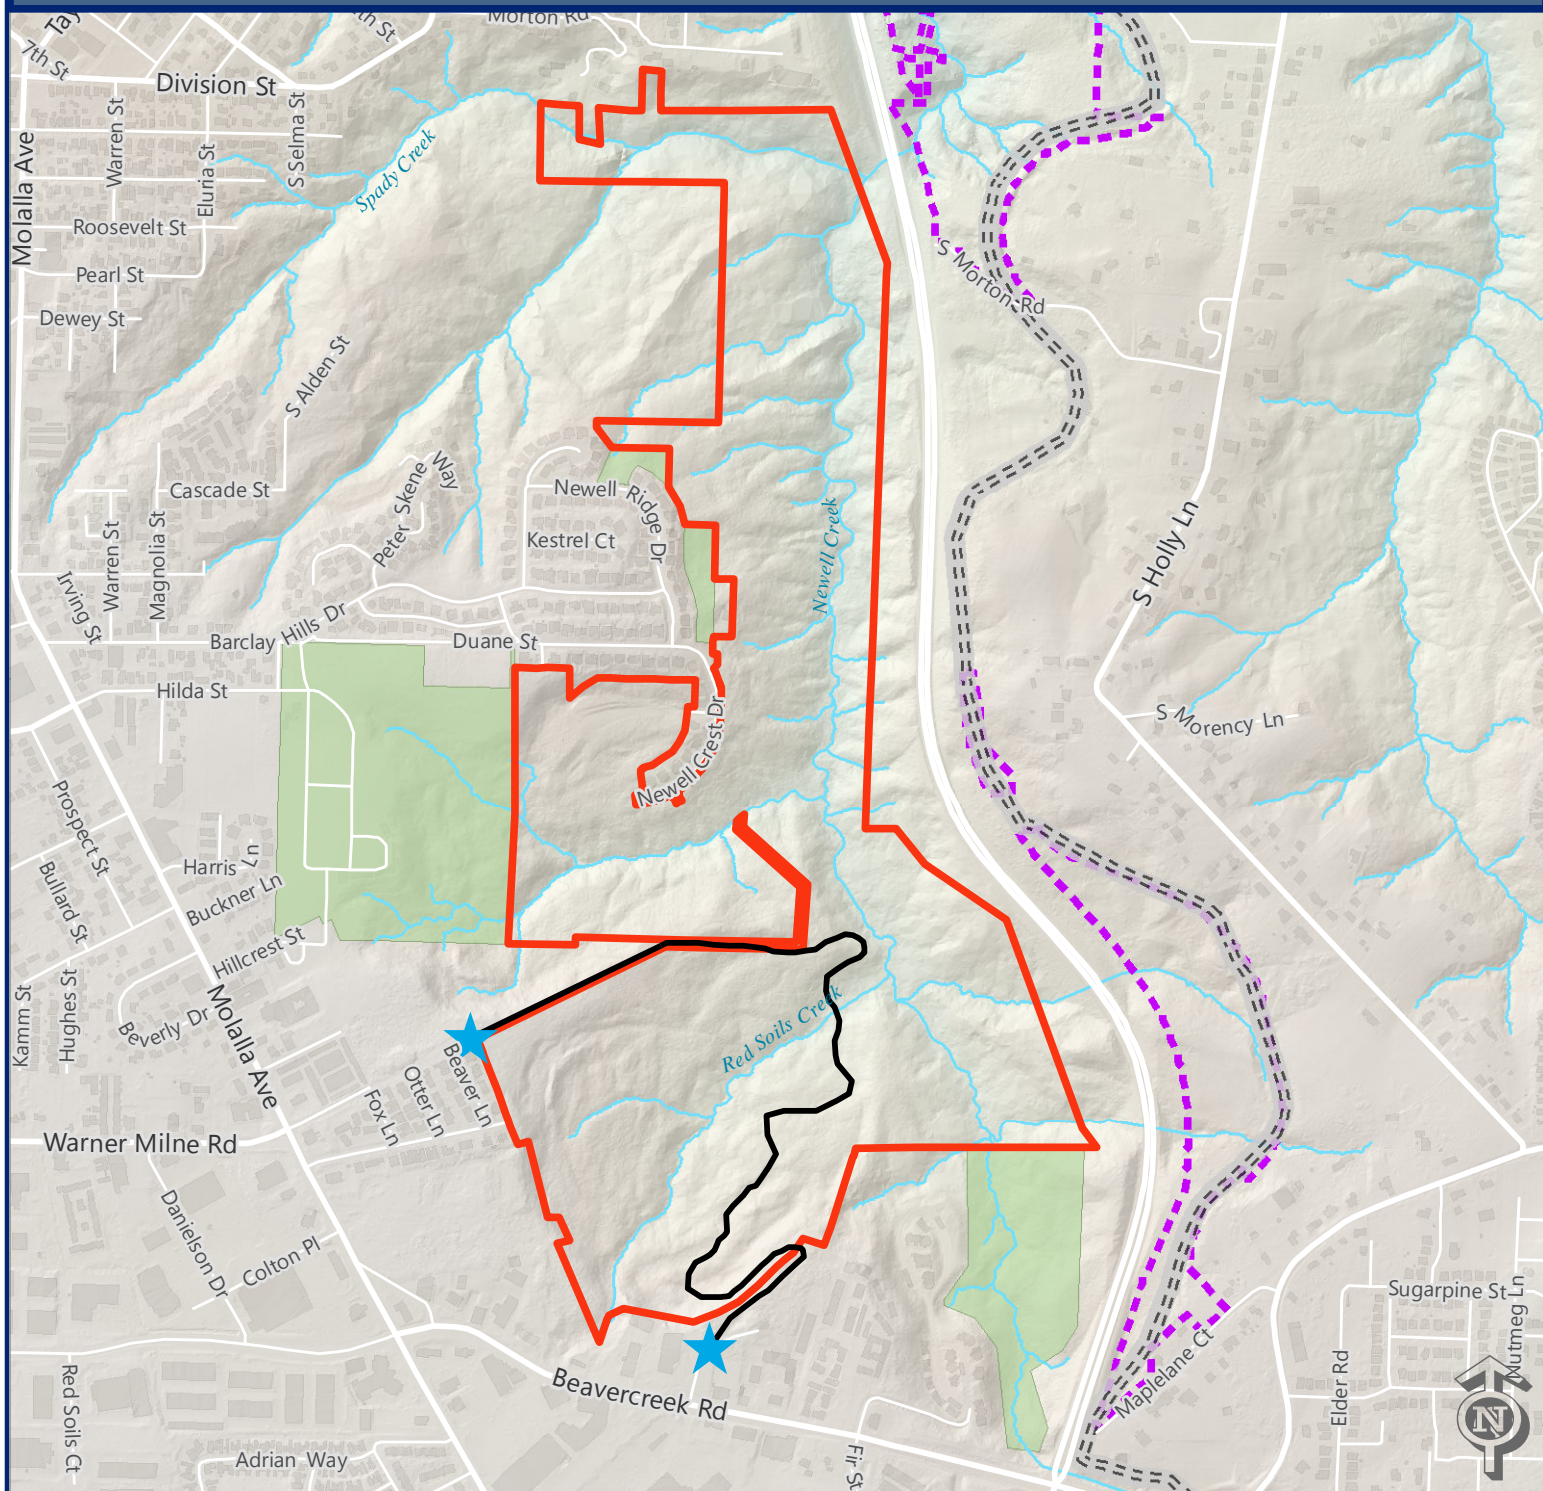 Tay
7th St
Morton Rd
7th St
Division St
Molalla Ave
Warren St
Eluria St
S Selma St
Spady Creek
Roosevelt St
Pearl St
Dewey St
S Alden St
S Morton Rd
Cascade St
Peter Skene Way
Newell Ridge Dr
Kestrel Ct
Newell Creek
S Holly Ln
Warren St
Magnolia St
Irving St
Barclay Hills Dr
Duane St
Hilda St
Newell Crest Dr
S Morency Ln
Prospect St
Harris Ln
Bullard St
Buckner Ln
Hillcrest St
Kamm St
Hughes St
Beverly Dr
Molalla Ave
Red Soils Creek
Beaver Ln
Otter Ln
Fox Ln
Warner Milne Rd
Danielson Dr
Colton Pl
Sugarpine St
Nutmeg Ln
Maplelane Ct
Elder Rd
Beavercreek Rd
Red Soils Ct
Adrian Way
Fir St
N